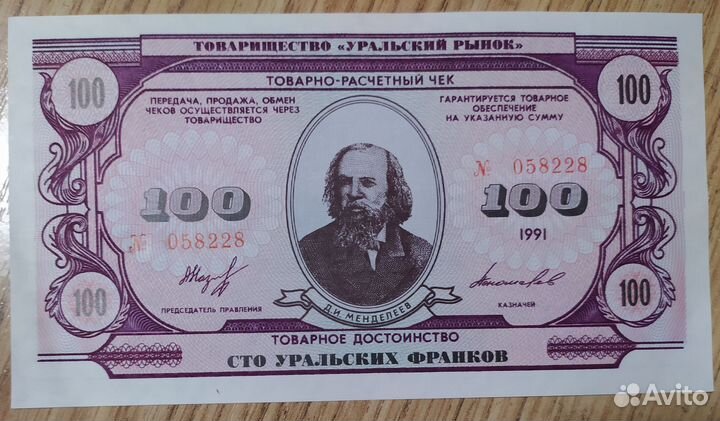 ТОВАРИЩЕСТВО «УРАЛЬСКИЙ РЫНОК»
ТОВАРНО-РАСЧЕТНЫЙ ЧЕК
100
100
ПЕРЕДАЧА, ПРОДАЖА, ОБМЕН
ЧЕКОВ ОСУЩЕСТВЛЯЕТСЯ ЧЕРЕЗ
ТОВАРИЩЕСТВО
ГАРАНТИРУЕТСЯ ТОВАРНОЕ
ОБЕСПЕЧЕНИЕ
НА УКАЗАННУЮ СУММУ
№ 058228
100
100
1991
№ 058228
100
100
ПРЕДСЕДАТЕЛЬ ПРАВЛЕНИЯ
Д.И. МЕНДЕЛЕЕВ
КАЗНАЧЕЙ
ТОВАРНОЕ ДОСТОИНСТВО
СТО УРАЛЬСКИХ ФРАНКОВ
Avito